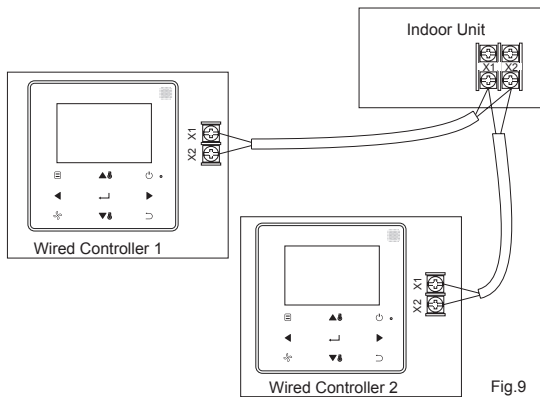 Indoor Unit
X1 X2
X1
X2
Wired Controller 1
X1
X2
Wired Controller 2
Fig.9